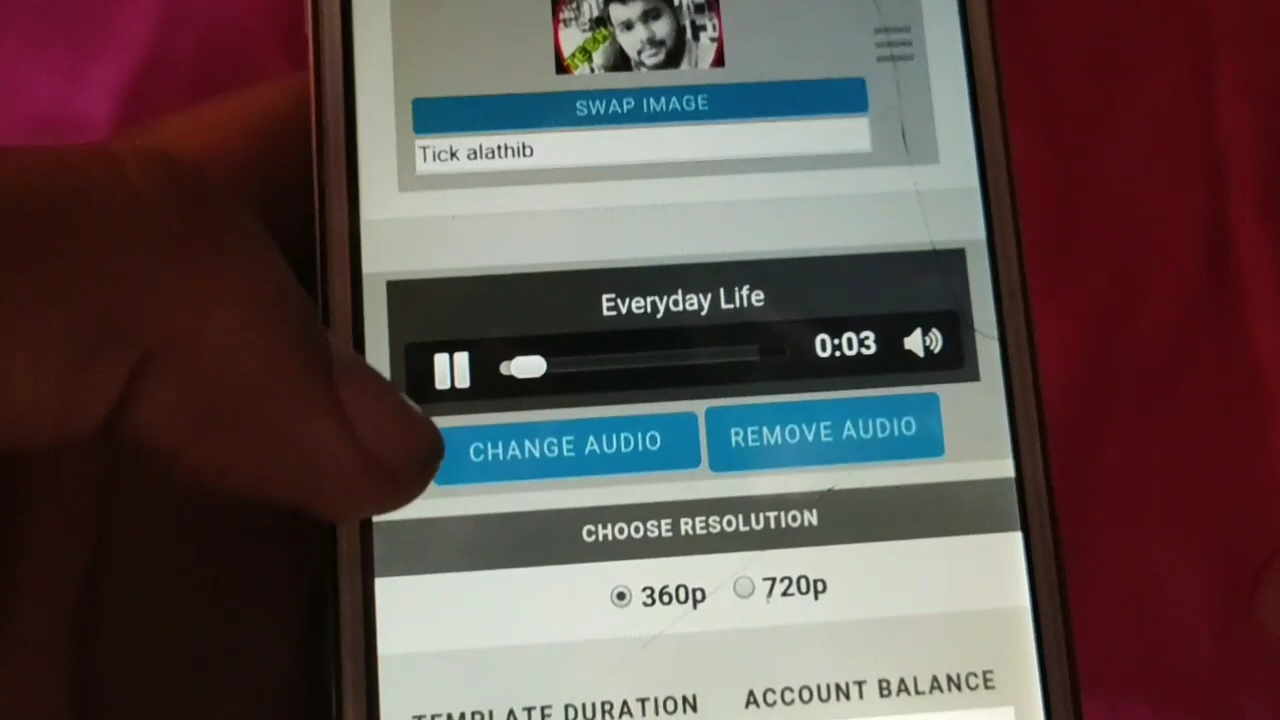 SWAP IMAGE
Tick alathib
Everyday Life
0:03
CHANGE AUDIO
REMOVE AUDIO
CHOOSE RESOLUTION
360p
720p
TEMPLATE DURATION
ACCOUNT BALANCE